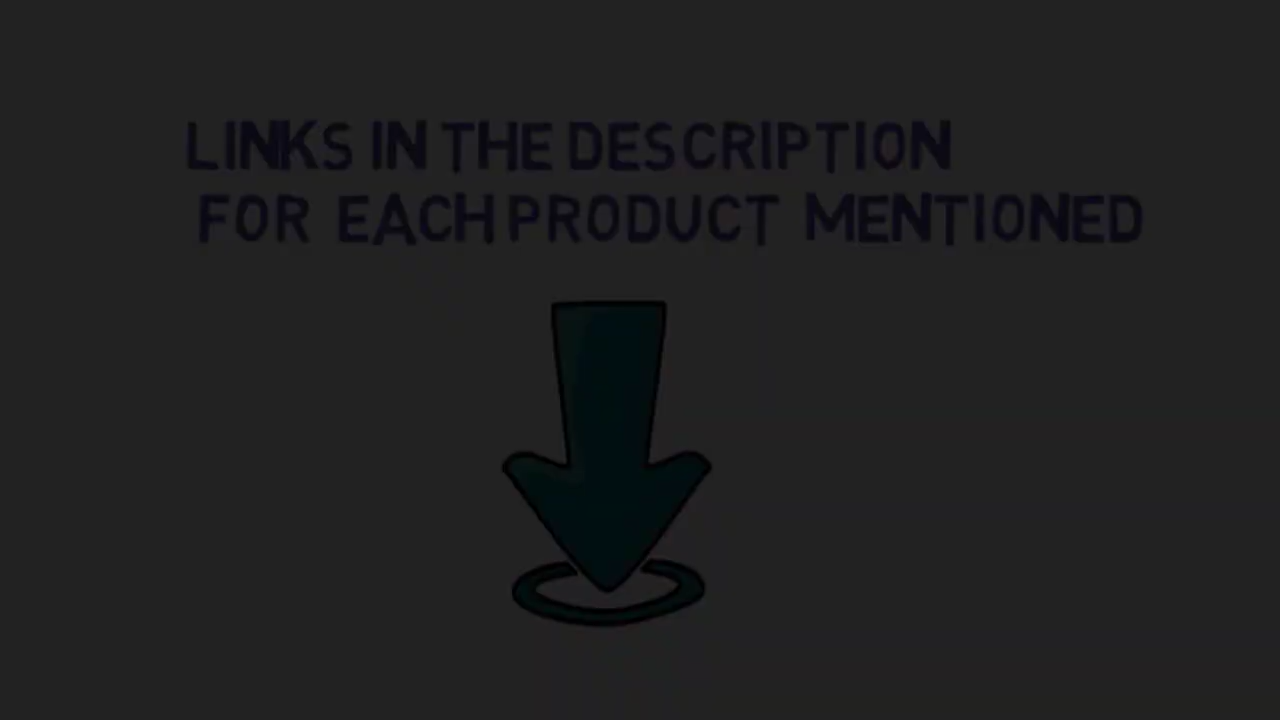 LINKS IN THE DESCRIPTION
FOR EACH PRODUCT MENTIONED